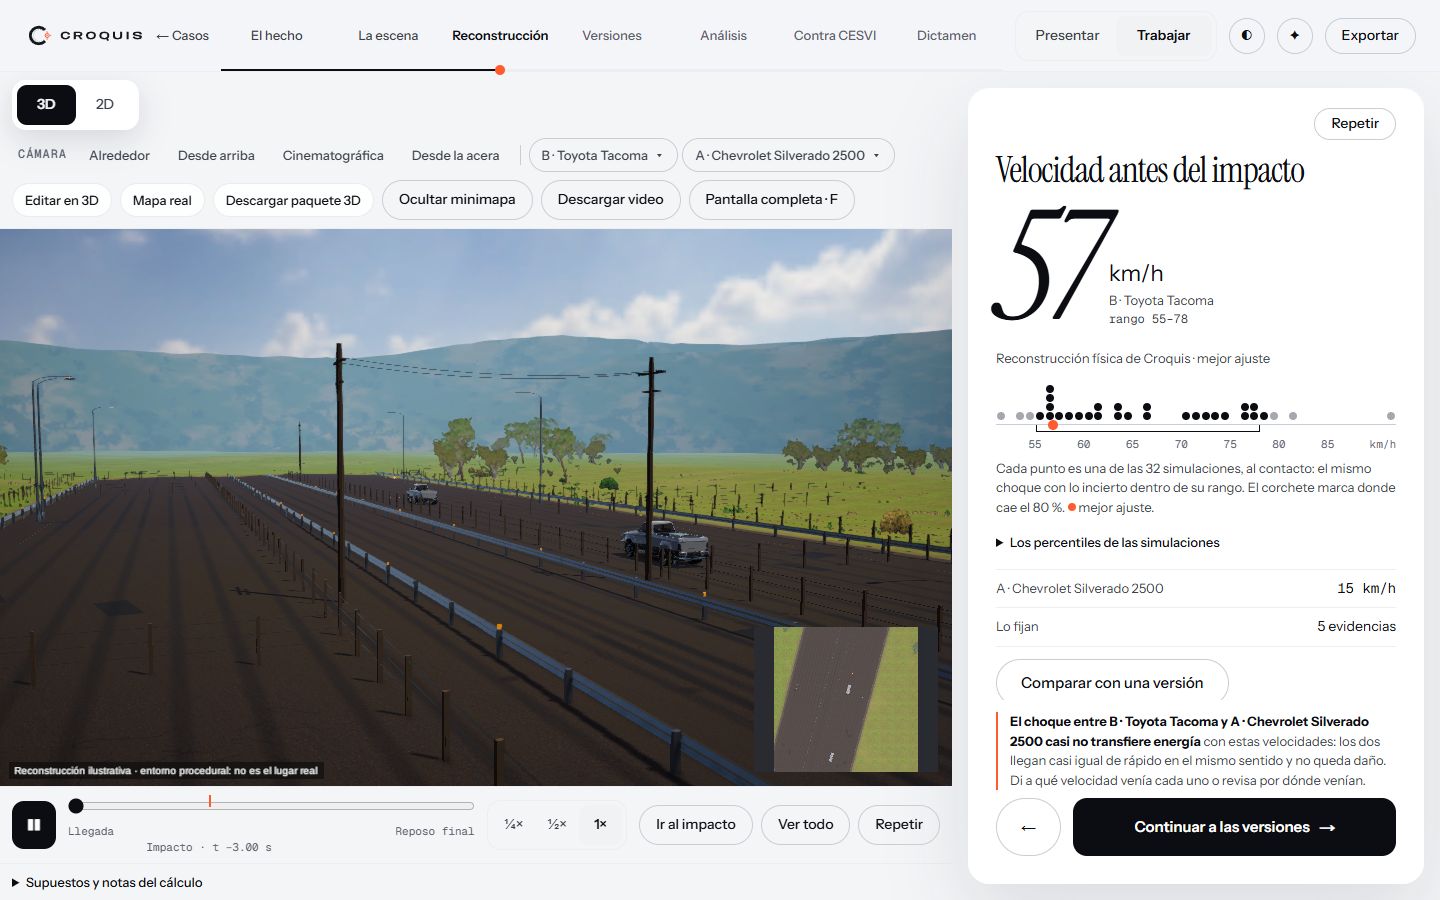 CROQUIS ← Casos El hecho La escena Reconstrucción Versiones Análisis Contra CESVI Dictamen Presentar Trabajar Exportar
3D 2D
CÁMARA Alrededor Desde arriba Cinematográfica Desde la acera B · Toyota Tacoma A · Chevrolet Silverado 2500
Editar en 3D Mapa real Descargar paquete 3D Ocultar minimapa Descargar video Pantalla completa · F
Reconstrucción ilustrativa - entorno procedural: no es el lugar real
¼× ½× 1× Ir al impacto Ver todo Repetir
Llegada Reposo final
Impacto · t −3.00 s
Supuestos y notas del cálculo
Repetir
Velocidad antes del impacto
57 km/h
B · Toyota Tacoma
rango 55–78
Reconstrucción física de Croquis · mejor ajuste
55 60 65 70 75 80 85 km/h
Cada punto es una de las 32 simulaciones, al contacto: el mismo
choque con lo incierto dentro de su rango. El corchete marca donde
cae el 80 %. mejor ajuste.
Los percentiles de las simulaciones
A · Chevrolet Silverado 2500 15 km/h
Lo fijan 5 evidencias
Comparar con una versión
El choque entre B · Toyota Tacoma y A · Chevrolet Silverado
2500 casi no transfiere energía con estas velocidades: los dos
llegan casi igual de rápido en el mismo sentido y no queda daño.
Di a qué velocidad venía cada uno o revisa por dónde venían.
← Continuar a las versiones →